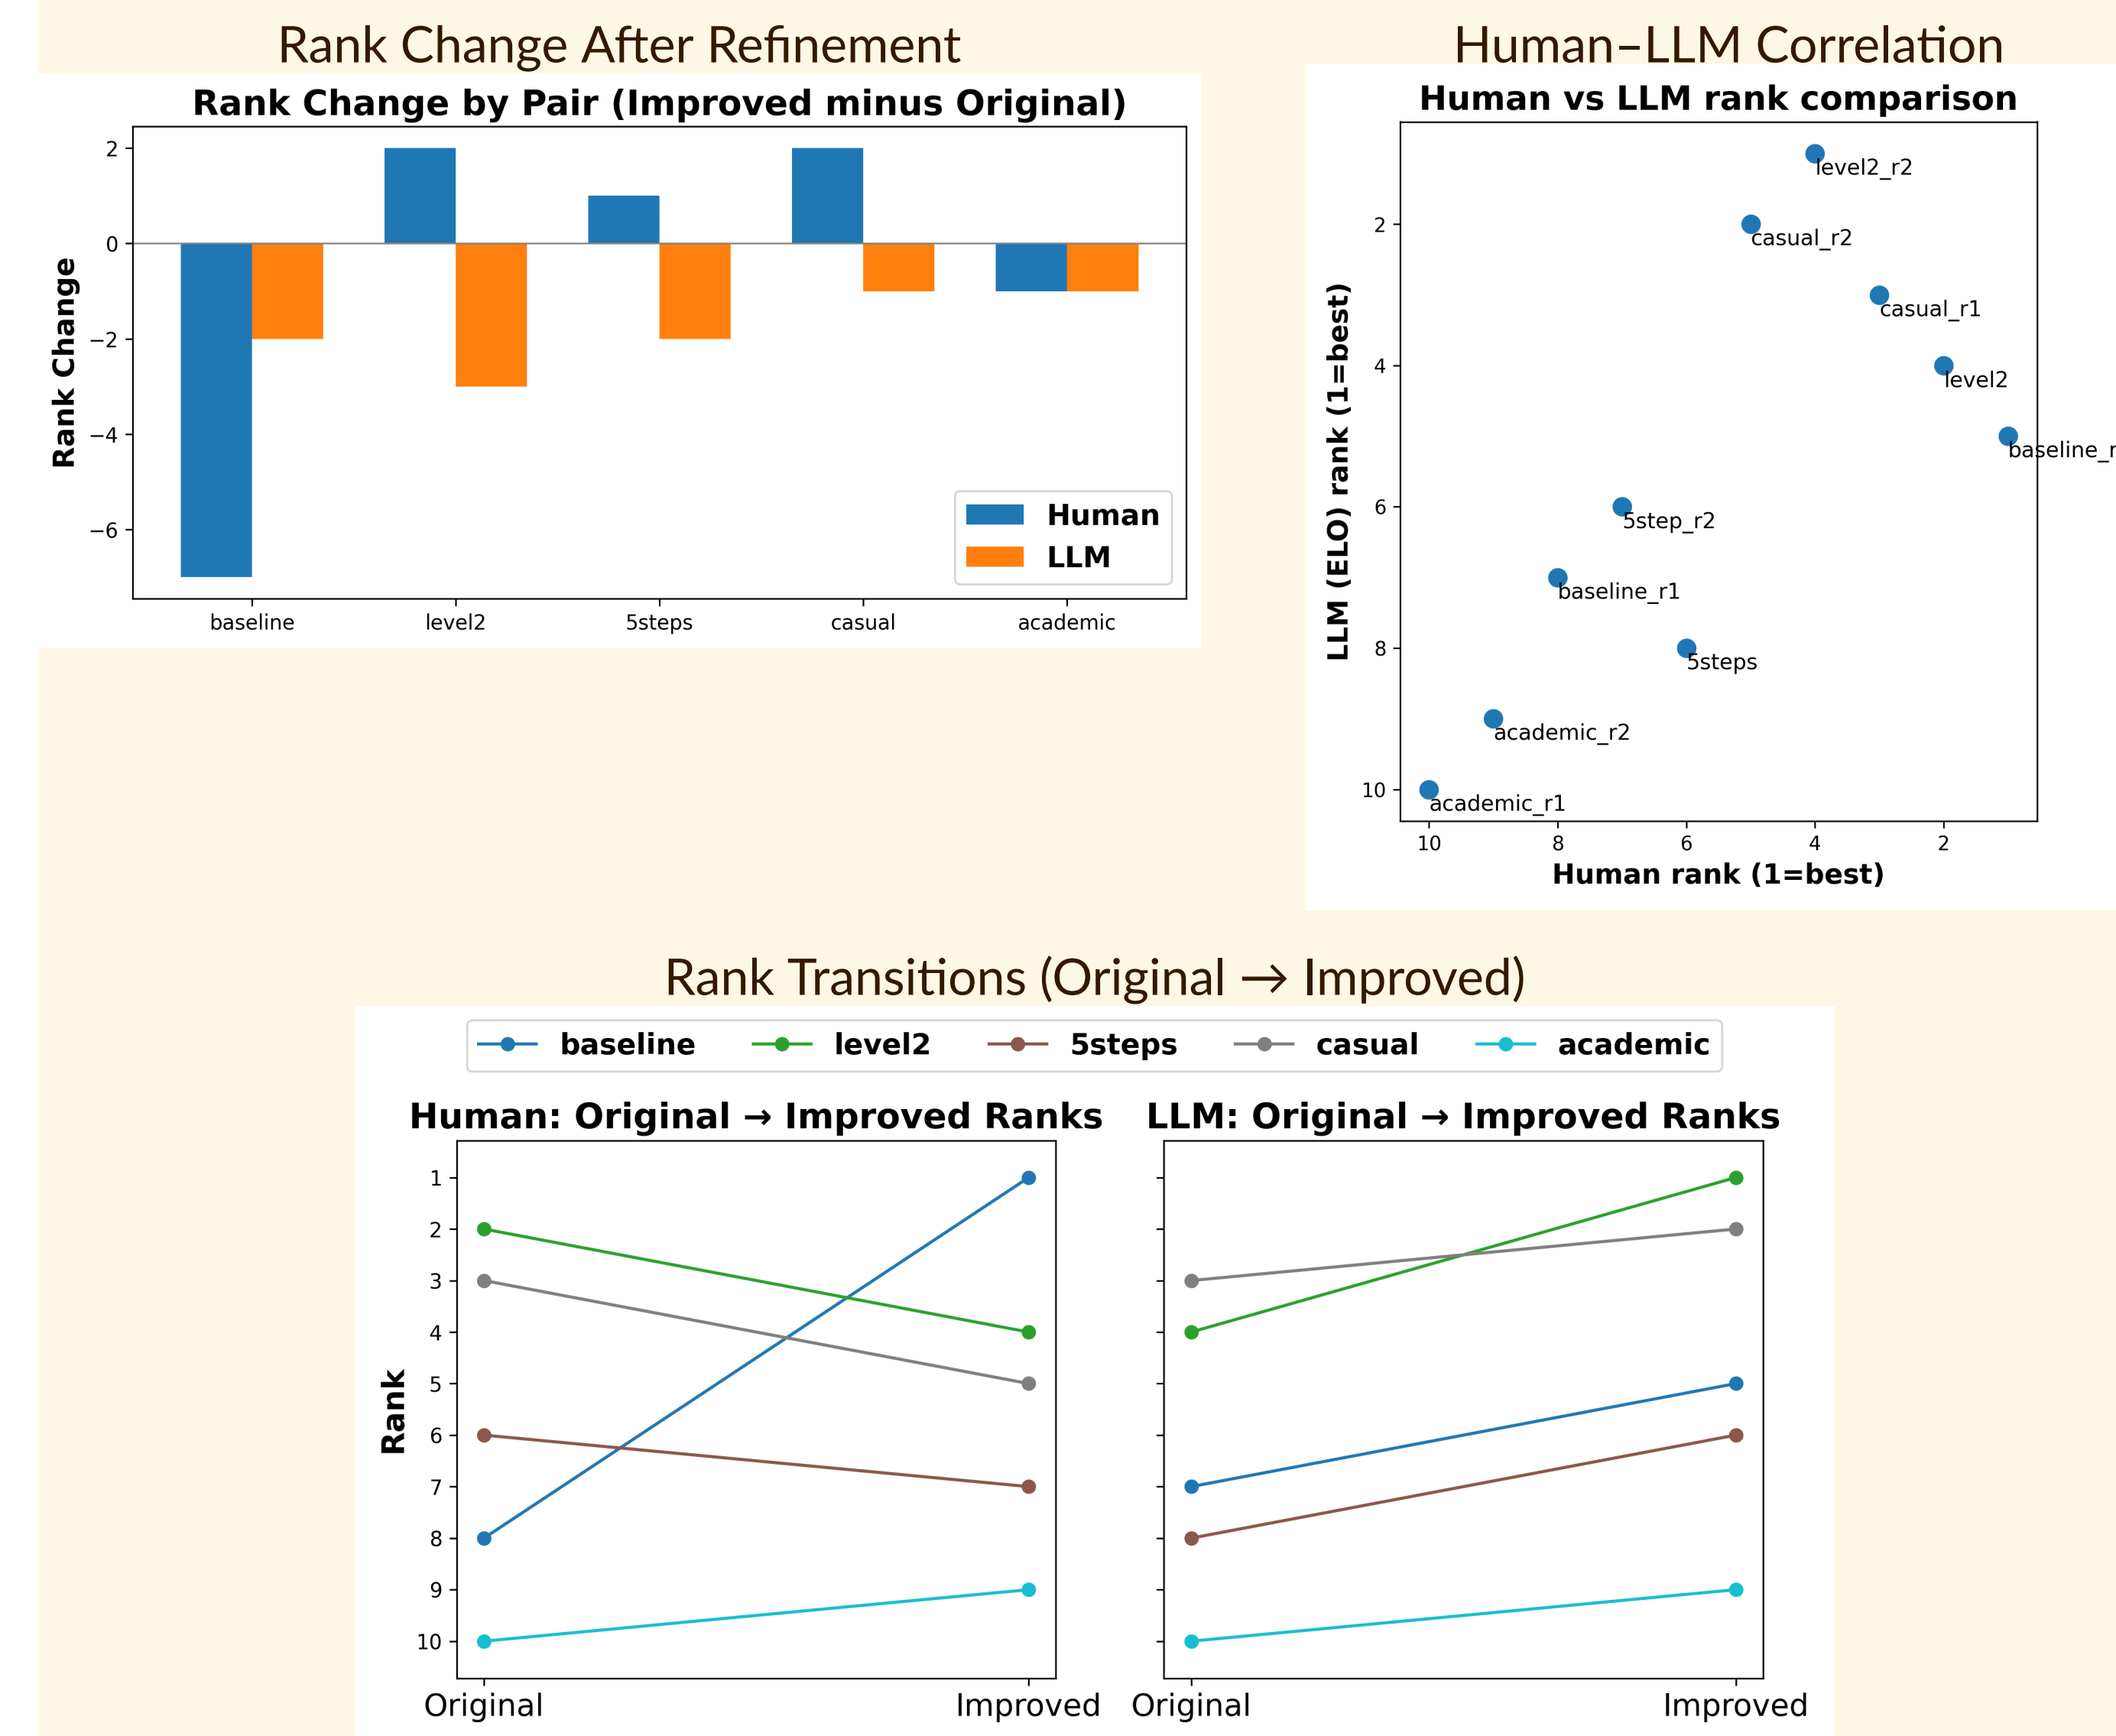 Rank Change After Refinement
Rank Change by Pair (Improved minus Original)
Rank Change
2
0
−2
−4
−6
baseline
level2
5steps
casual
academic
Human
LLM
Human–LLM Correlation
Human vs LLM rank comparison
LLM (ELO) rank (1=best)
2
4
6
8
10
level2_r2
casual_r2
casual_r1
level2
baseline_r
5step_r2
baseline_r1
5steps
academic_r2
academic_r1
10
8
6
4
2
Human rank (1=best)
Rank Transitions (Original → Improved)
baseline
level2
5steps
casual
academic
Human: Original → Improved Ranks
Rank
1
2
3
4
5
6
7
8
9
10
Original
Improved
LLM: Original → Improved Ranks
Original
Improved